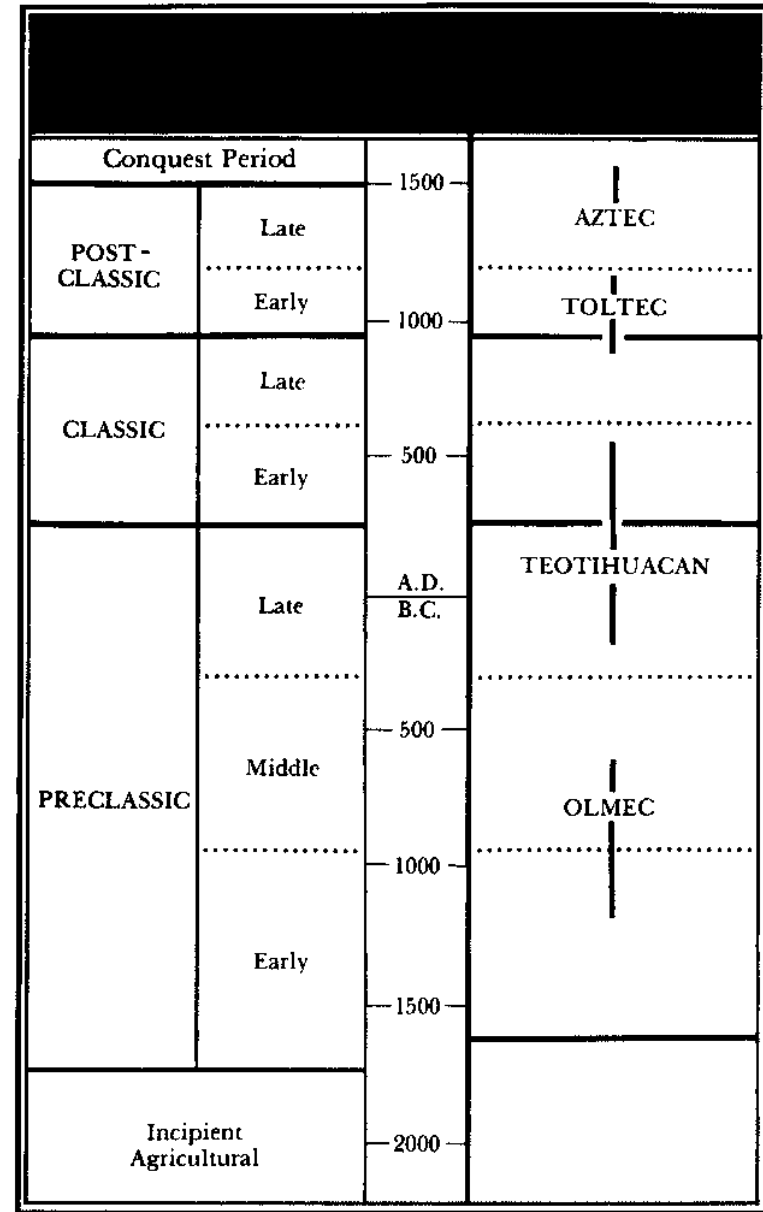 Conquest Period
1500
AZTEC
Late
POST-
CLASSIC
Early
1000
TOLTEC
Late
CLASSIC
500
Early
TEOTIHUACAN
A.D.
B.C.
Late
500
Middle
PRECLASSIC
OLMEC
1000
Early
1500
Incipient
Agricultural
2000